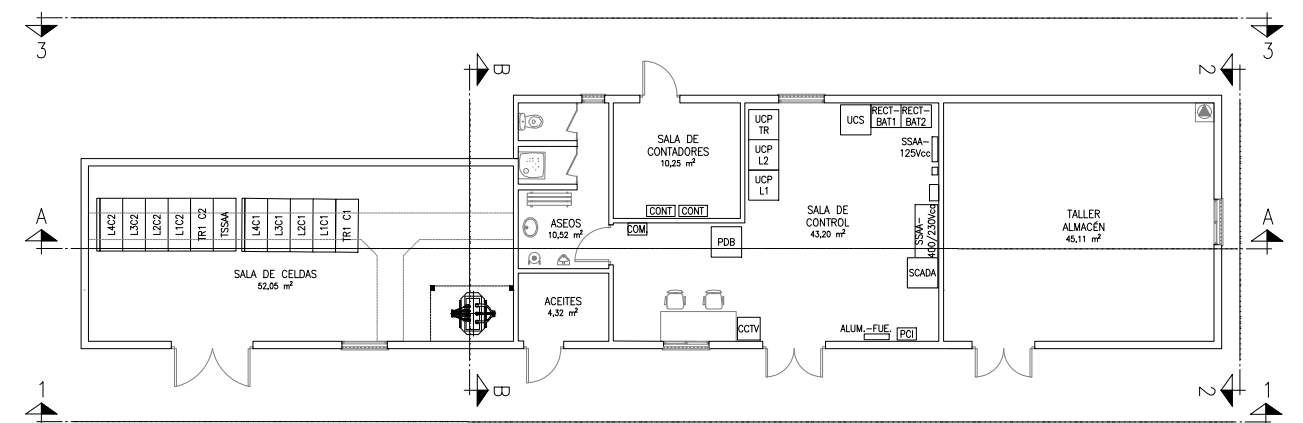 3
3
B
2
UCP
TR
UCP
L2
UCP
L1
UCS
RECT-
BAT1
RECT-
BAT2
SSAA-
125Vcc
SALA DE
CONTADORES
10,25 m²
CONT
CONT
COM.
A
A
L4C2
L3C2
L2C2
L1C2
TR1 C2
TSSAA
L4C1
L3C1
L2C1
L1C1
TR1 C1
ASEOS
10,52 m²
SALA DE
CONTROL
43,20 m²
SSAA-
400/230Vca
TALLER
ALMACÉN
45,11 m²
PDB
SCADA
SALA DE CELDAS
52,05 m²
ACEITES
4,32 m²
CCTV
ALUM.-FUE.
PCI
1
B
2
1